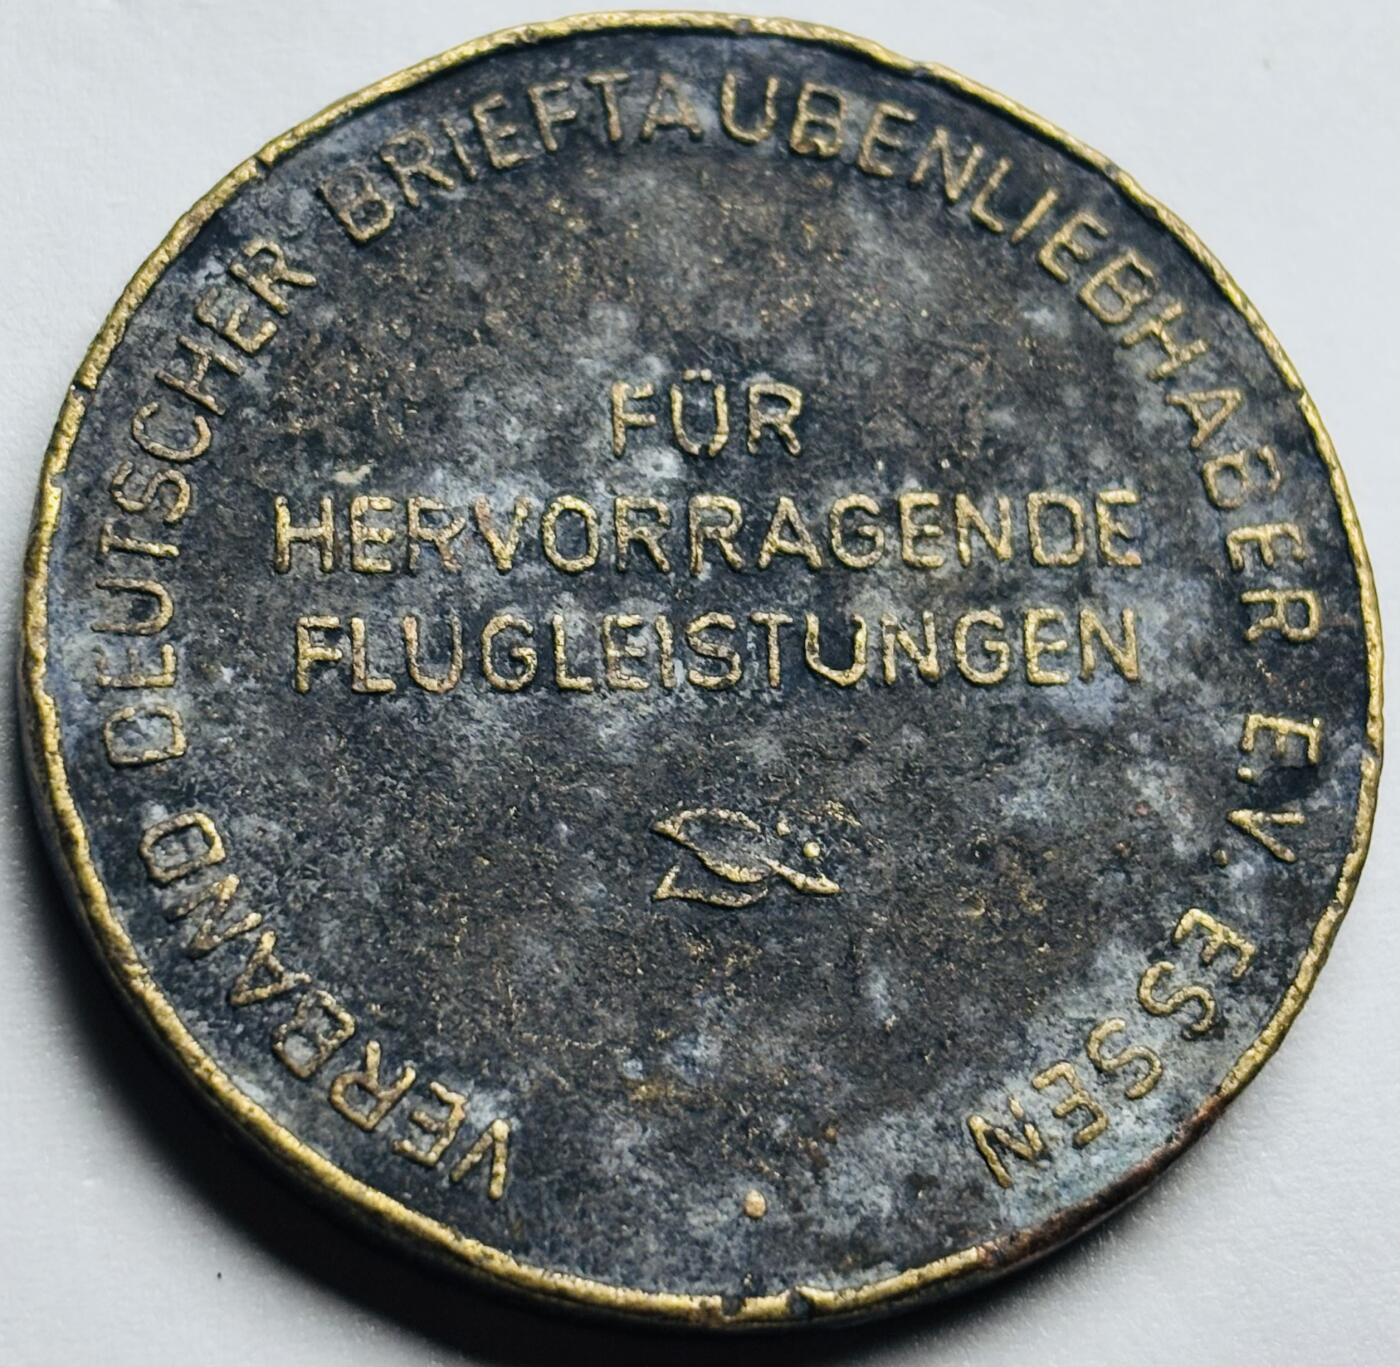 VERBAND DEUTSCHER BRIEFTAUBENLIEBHABER E.V. ESSEN
FÜR
HERVORRAGENDE
FLUGLEISTUNGEN